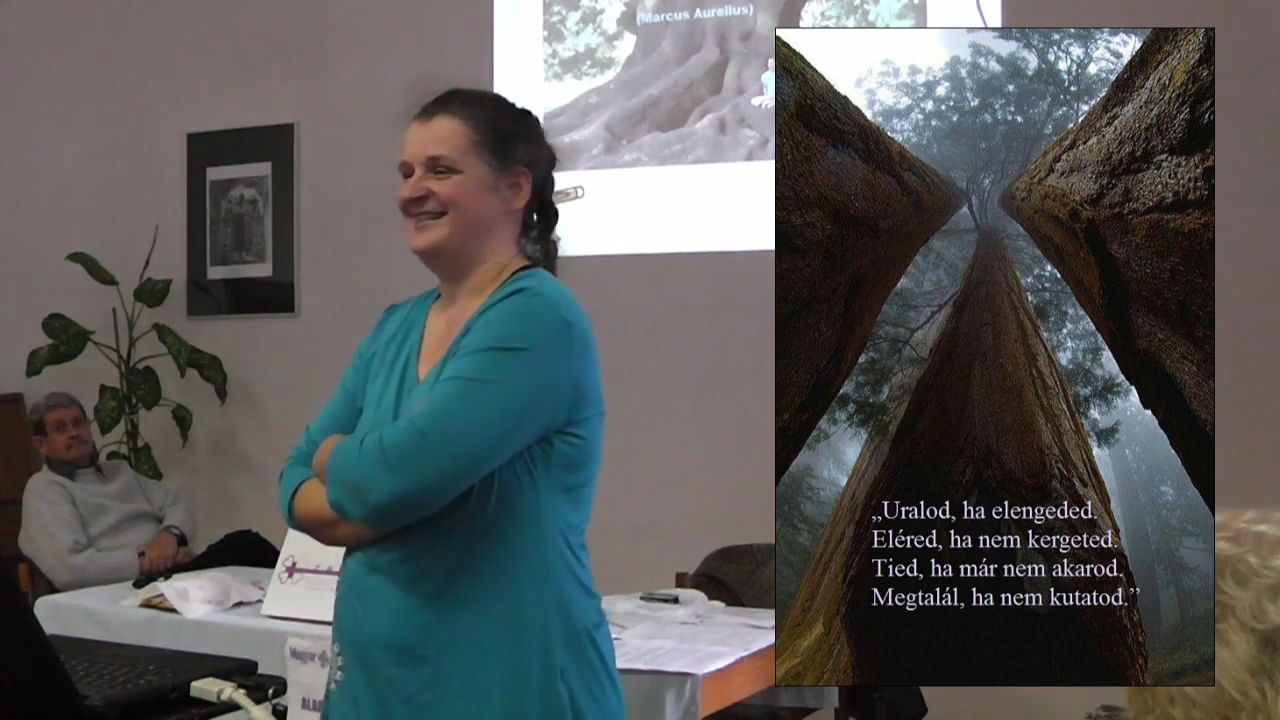 (Marcus Aurelius)
„Uralod, ha elengeded.
Eléred, ha nem kergeted.
Tied, ha már nem akarod.
Megtalál, ha nem kutatod.”
Magyar